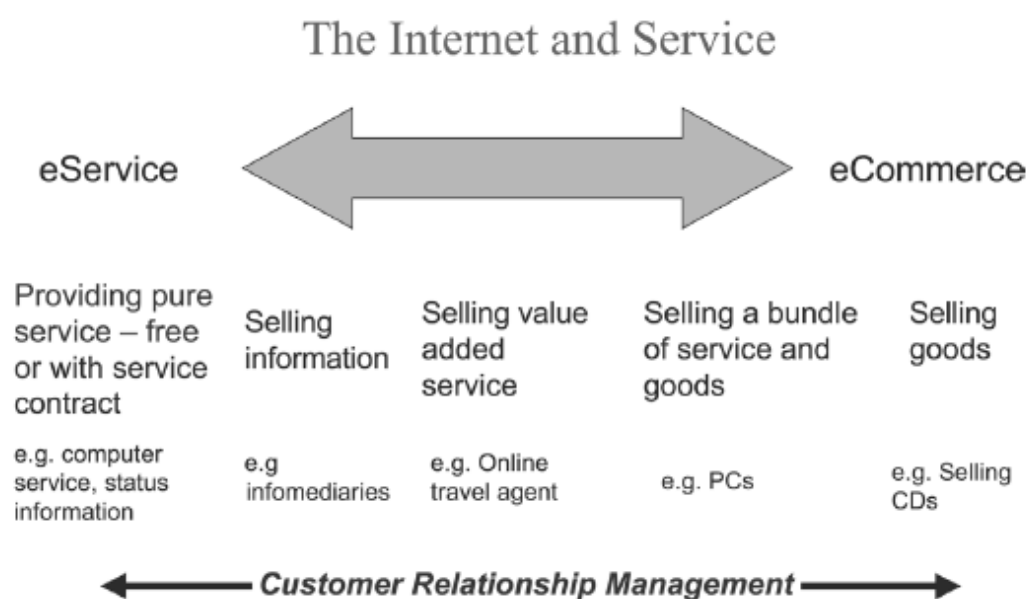 The Internet and Service
eService
eCommerce
Providing pure
service – free
or with service
contract
Selling
information
Selling value
added
service
Selling a bundle
of service and
goods
Selling
goods
e.g. computer
service, status
information
e.g
infomediaries
e.g. Online
travel agent
e.g. PCs
e.g. Selling
CDs
Customer Relationship Management